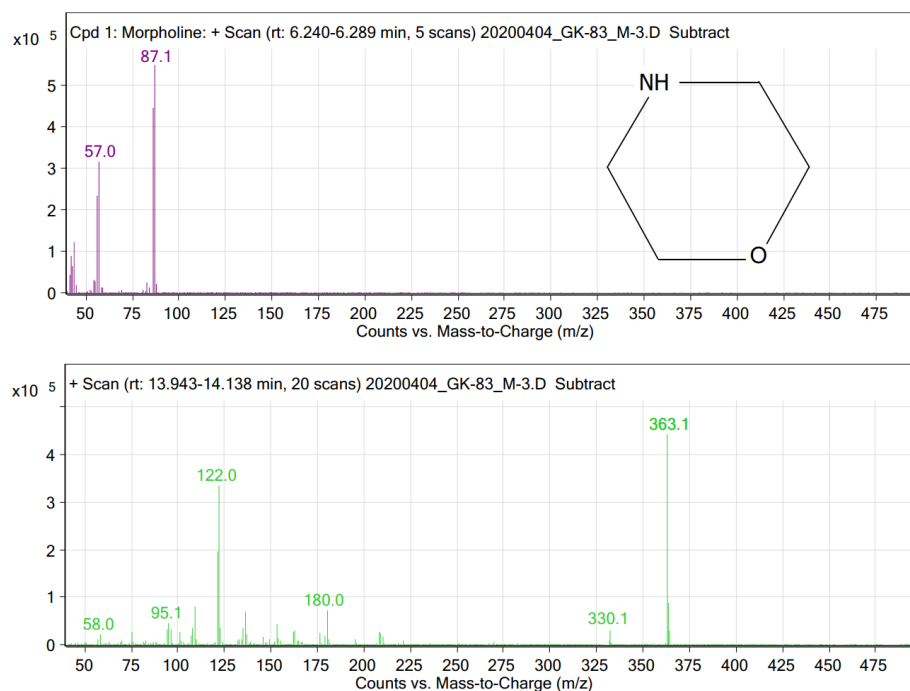 x10 5
Cpd 1: Morpholine: + Scan (rt: 6.240-6.289 min, 5 scans) 20200404_GK-83_M-3.D Subtract
87.1
57.0
NH
O
5
4
3
2
1
0
50 75 100 125 150 175 200 225 250 275 300 325 350 375 400 425 450 475
Counts vs. Mass-to-Charge (m/z)
x10 5
+ Scan (rt: 13.943-14.138 min, 20 scans) 20200404_GK-83_M-3.D Subtract
363.1
122.0
95.1
180.0
58.0
330.1
5
4
3
2
1
0
50 75 100 125 150 175 200 225 250 275 300 325 350 375 400 425 450 475
Counts vs. Mass-to-Charge (m/z)